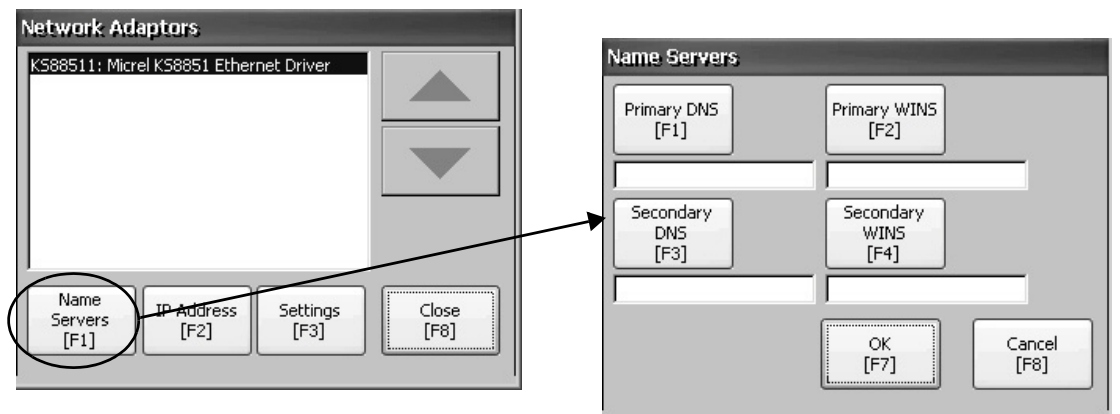 Network Adaptors
KS88511: Micrel KS8851 Ethernet Driver
Name
Servers
[F1]
IP Address
[F2]
Settings
[F3]
Close
[F8]
Name Servers
Primary DNS
[F1]
Primary WINS
[F2]
Secondary
DNS
[F3]
Secondary
WINS
[F4]
OK
[F7]
Cancel
[F8]